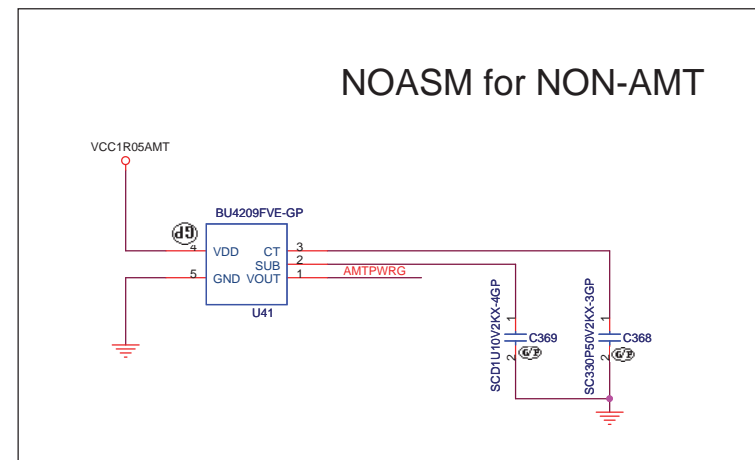 NOASM for NON-AMT
VCC1R05AMT
BU4209FVE-GP
GP
4 VDD CT 3
SUB 2
5 GND VOUT 1 AMTPWRG
U41
SCD1U10V2KX-4GP
1
C369
2 G/P
SC330P50V2KX-3GP
1
C368
2 G/P